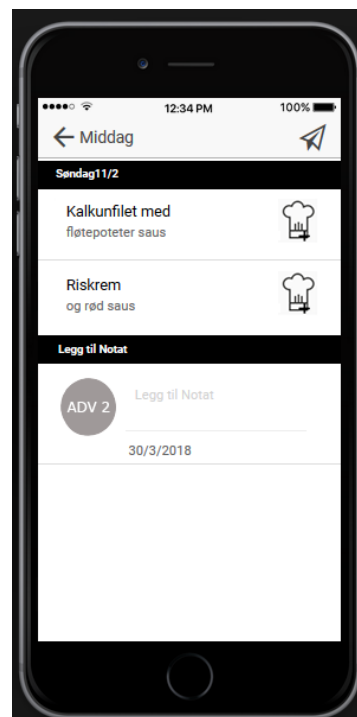 12:34 PM
100%
Middag
Søndag11/2
Kalkunfilet med
fløtepoteter saus
Riskrem
og rød saus
Legg til Notat
ADV 2
Legg til Notat
30/3/2018